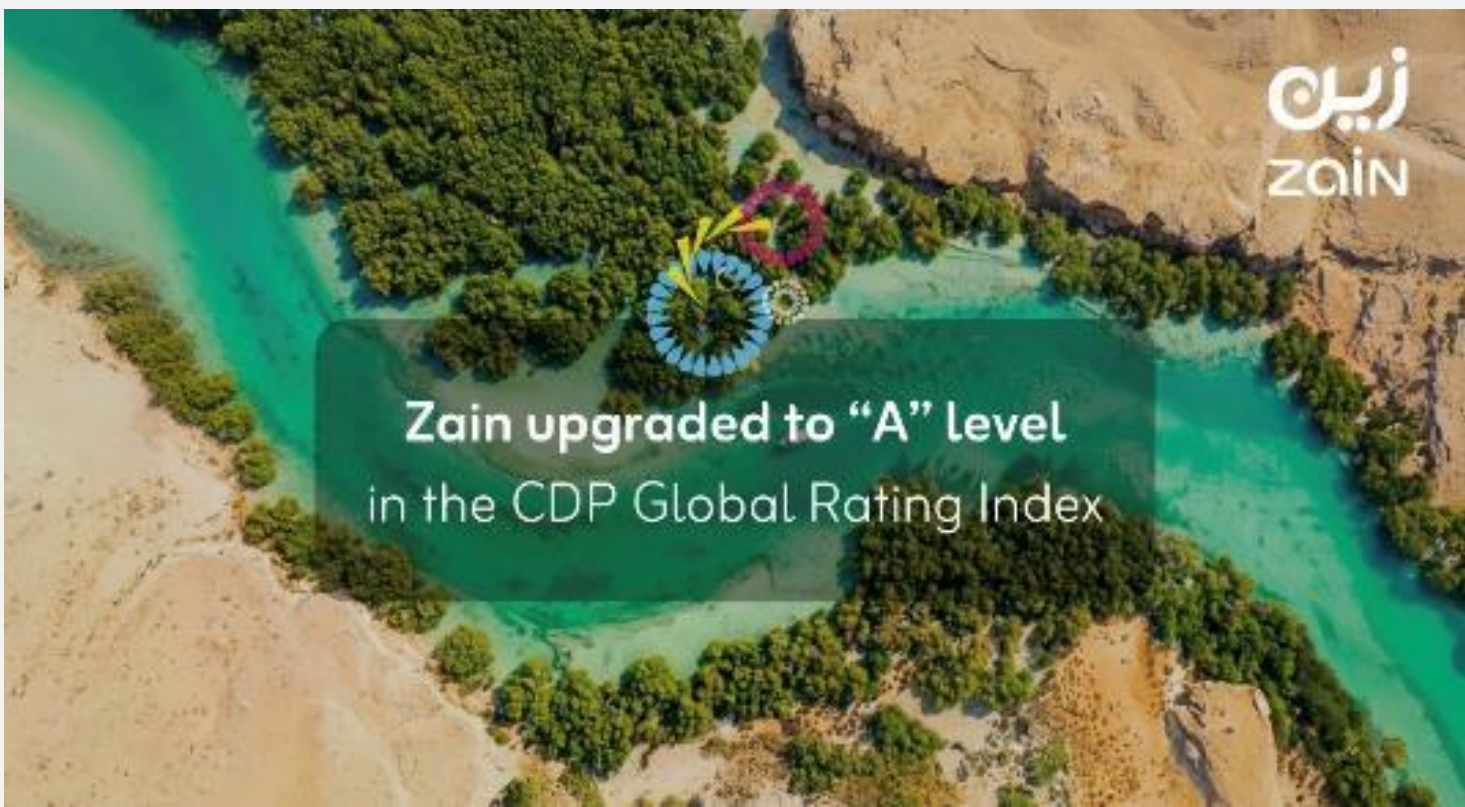 زين
zain
Zain upgraded to “A” level
in the CDP Global Rating Index